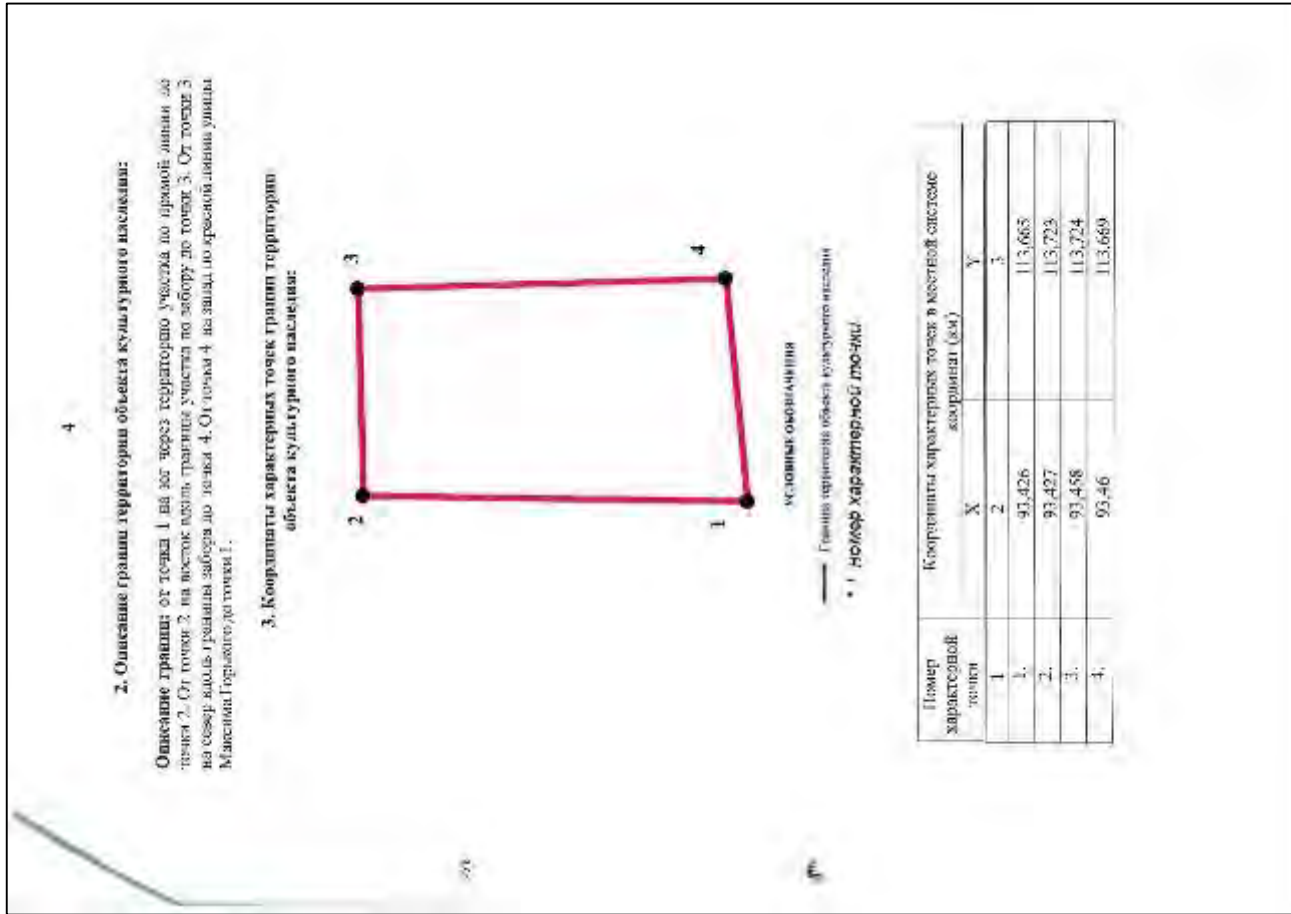 4
2. Описание границ территории объекта культурного наследия:
Описание границ: от точки 1 на юг через территорию участка по прямой линии до
точки 2. От точки 2 на восток вдоль границы участка по забору до точки 3. От точки 3
на север вдоль границы забора до точки 4. От точки 4 на запад по красной линии улицы
Максима Горького до точки 1.
3. Координаты характерных точек границ территории
объекта культурного наследия:
2 3
1 4
условные обозначения
Граница территории объекта культурного наследия
1 номер характерной точки
Номер характерной точки Координаты характерных точек в местной системе координат (км)
X Y
1 2 3
1. 93,426 113,665
2. 93,427 113,723
3. 93,458 113,724
4. 93,46 113,669